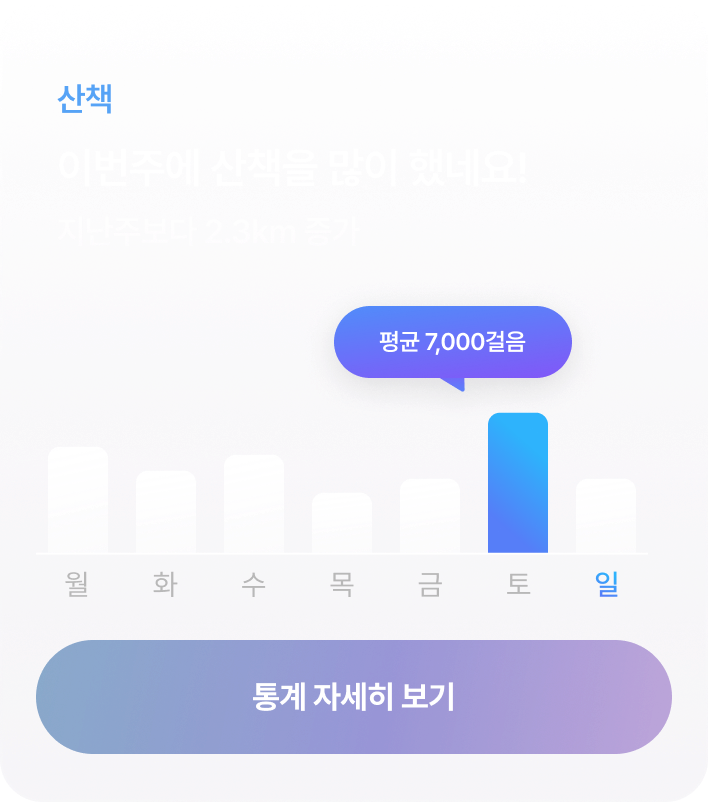 산책
이번주에 산책을 많이 했네요!
지난주보다 2.3km 증가
평균 7,000걸음
월 화 수 목 금 토 일
통계 자세히 보기